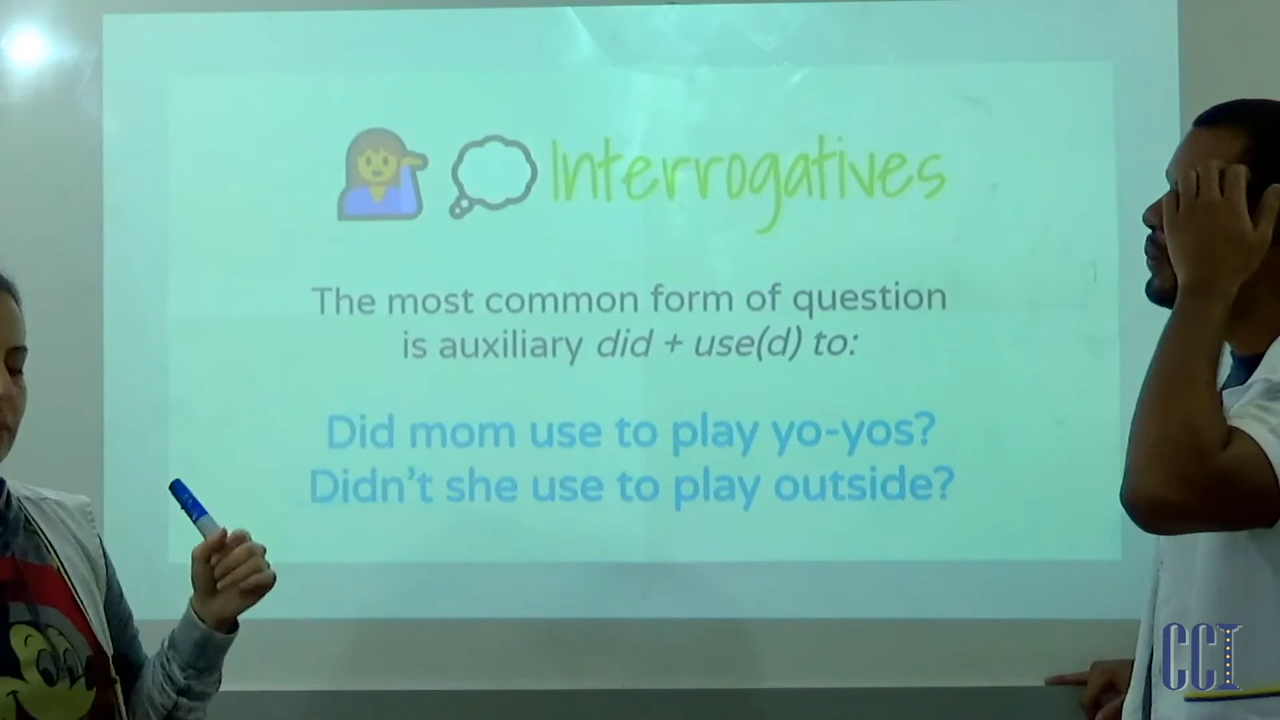 Interrogatives
The most common form of question
is auxiliary did + use(d) to:
Did mom use to play yo-yos?
Didn't she use to play outside?
CCI